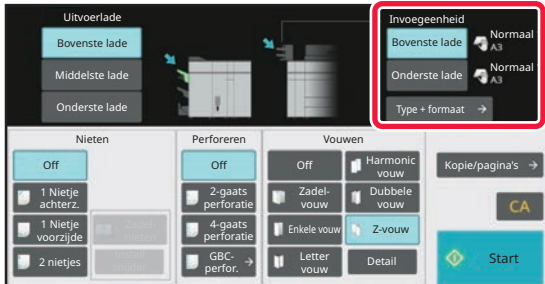 Uitvoerlade
Bovenste lade
Middelste lade
Onderste lade
Invoegeenheid
Bovenste lade
Normaal
A3
Onderste lade
Normaal
A3
Type + formaat
Nieten
Off
1 Nietje
achterz.
1 Nietje
voorzijde
2 nietjes
Zadel-
nieten
Perforeren
Off
2-gaats
perforatie
4-gaats
perforatie
GBC-
perfor.
Vouwen
Off
Harmonic
vouw
Zadel-
vouw
Dubbele
vouw
Enkele vouw
Z-vouw
Letter
vouw
Detail
Kopie/pagina's
CA
Start